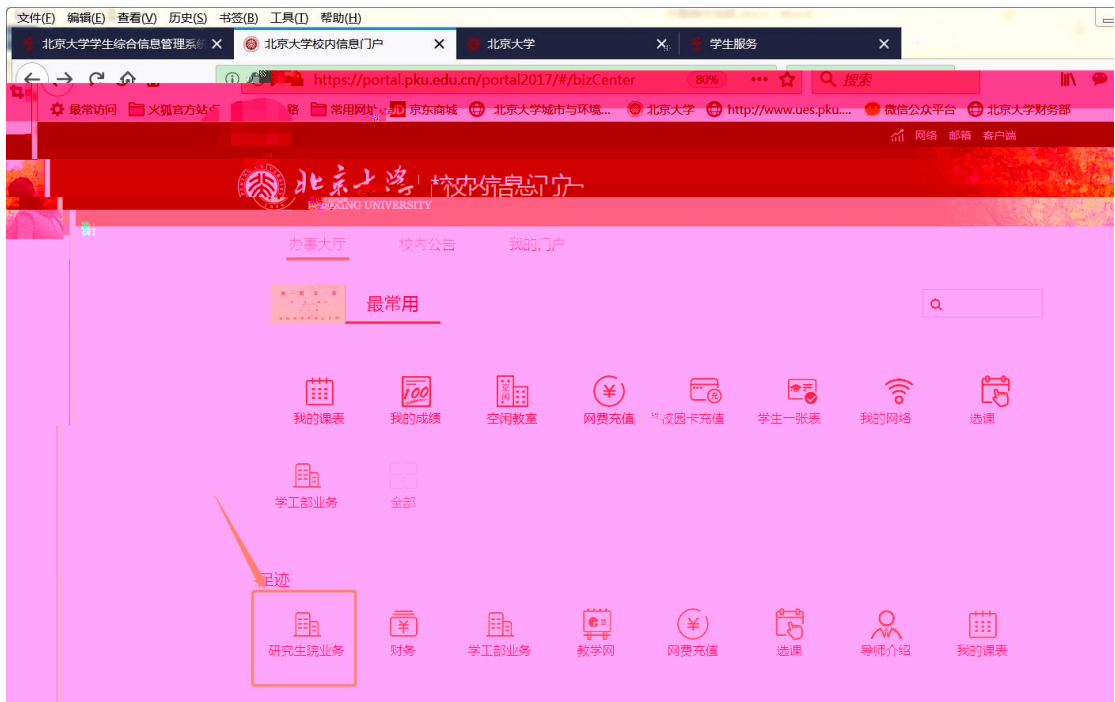 文件(F) 编辑(E) 查看(V) 历史(S) 书签(B) 工具(T) 帮助(H)
北京大学学生综合信息管理系统 北京大学校内信息门户 北京大学 学生服务
https://portal.pku.edu.cn/portal2017/#/bizCenter 80% 搜索
最常访问 火狐官方站点 路 常用网址 JD 京东商城 北京大学城市与环境... 北京大学 http://www.ues.pku.... 微信公众平台 北京大学财务部
网络 邮箱 客户端
北京大学 校内信息门户
UNIVERSITY
办事大厅 校内公告 我的门户
最常用
我的课表 我的成绩 空闲教室 网费充值 校园卡充值 学生一张表 我的网络 选课
学工部业务 全部
足迹
研究生院业务 财务 学工部业务 教学网 网费充值 选课 导师介绍 我的课表